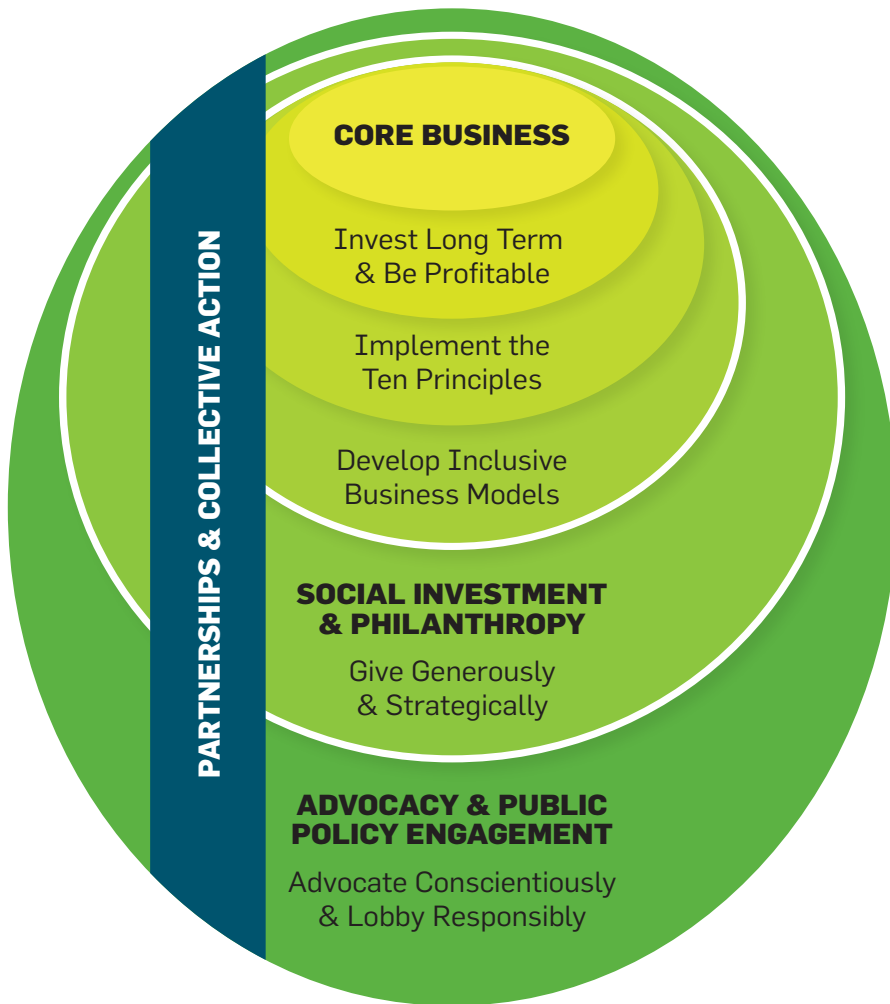 CORE BUSINESS
Invest Long Term
& Be Profitable
Implement the
Ten Principles
Develop Inclusive
Business Models
SOCIAL INVESTMENT
& PHILANTHROPY
Give Generously
& Strategically
ADVOCACY & PUBLIC
POLICY ENGAGEMENT
Advocate Conscientiously
& Lobby Responsibly
PARTNERSHIPS & COLLECTIVE ACTION